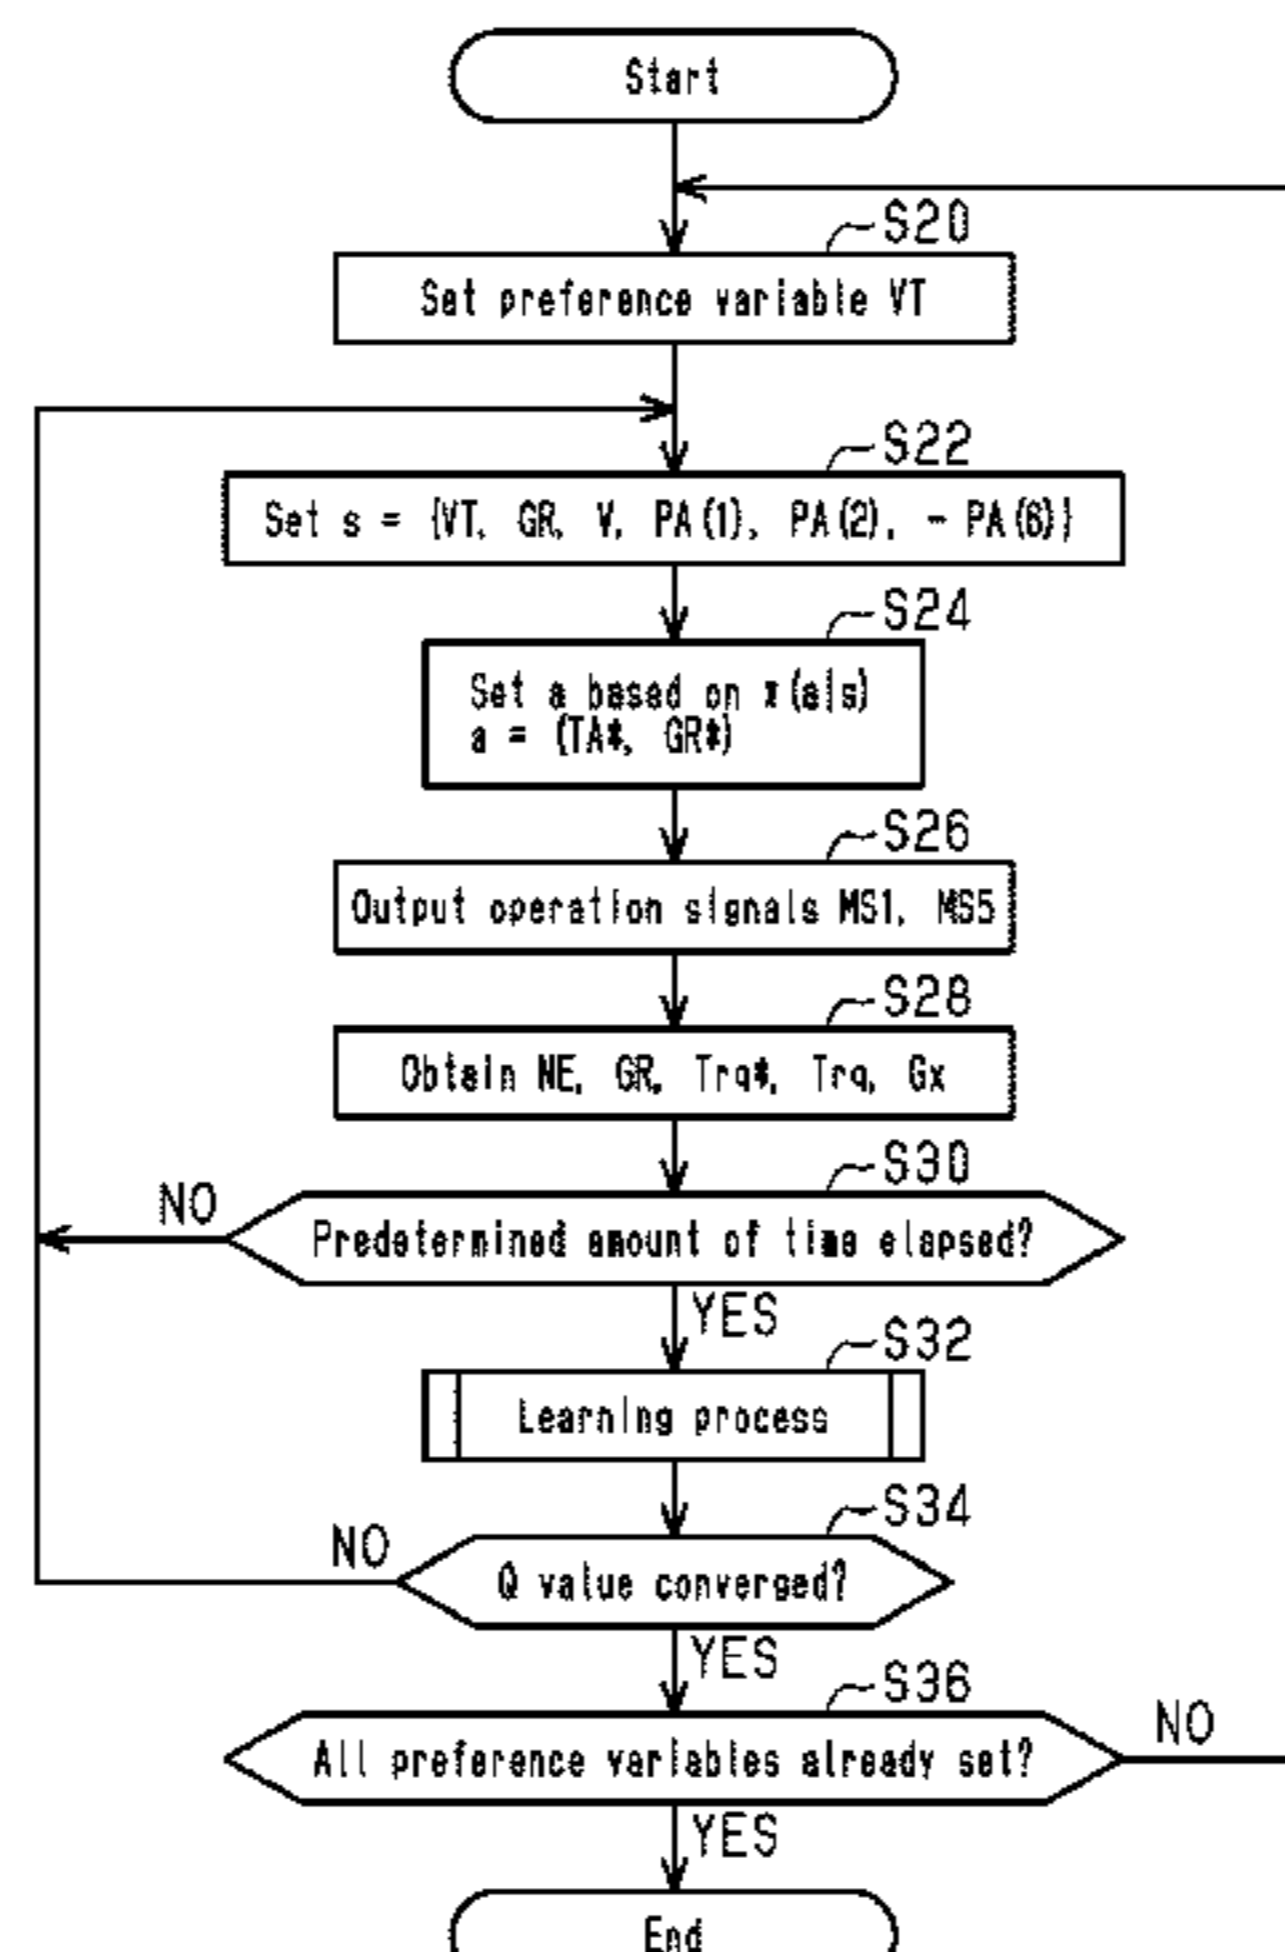 Start
S20
Set preference variable VT
S22
Set s = {VT, GR, V, PA(1), PA(2), - PA(6)}
S24
Set a based on π(a|s)
a = (TA*, GR*)
S26
Output operation signals MS1, MS5
S28
Obtain NE, GR, Trq*, Trq, Gx
S30
NO
Predetermined amount of time elapsed?
YES
S32
Learning process
S34
NO
Q value converged?
YES
S36
NO
All preference variables already set?
YES
End